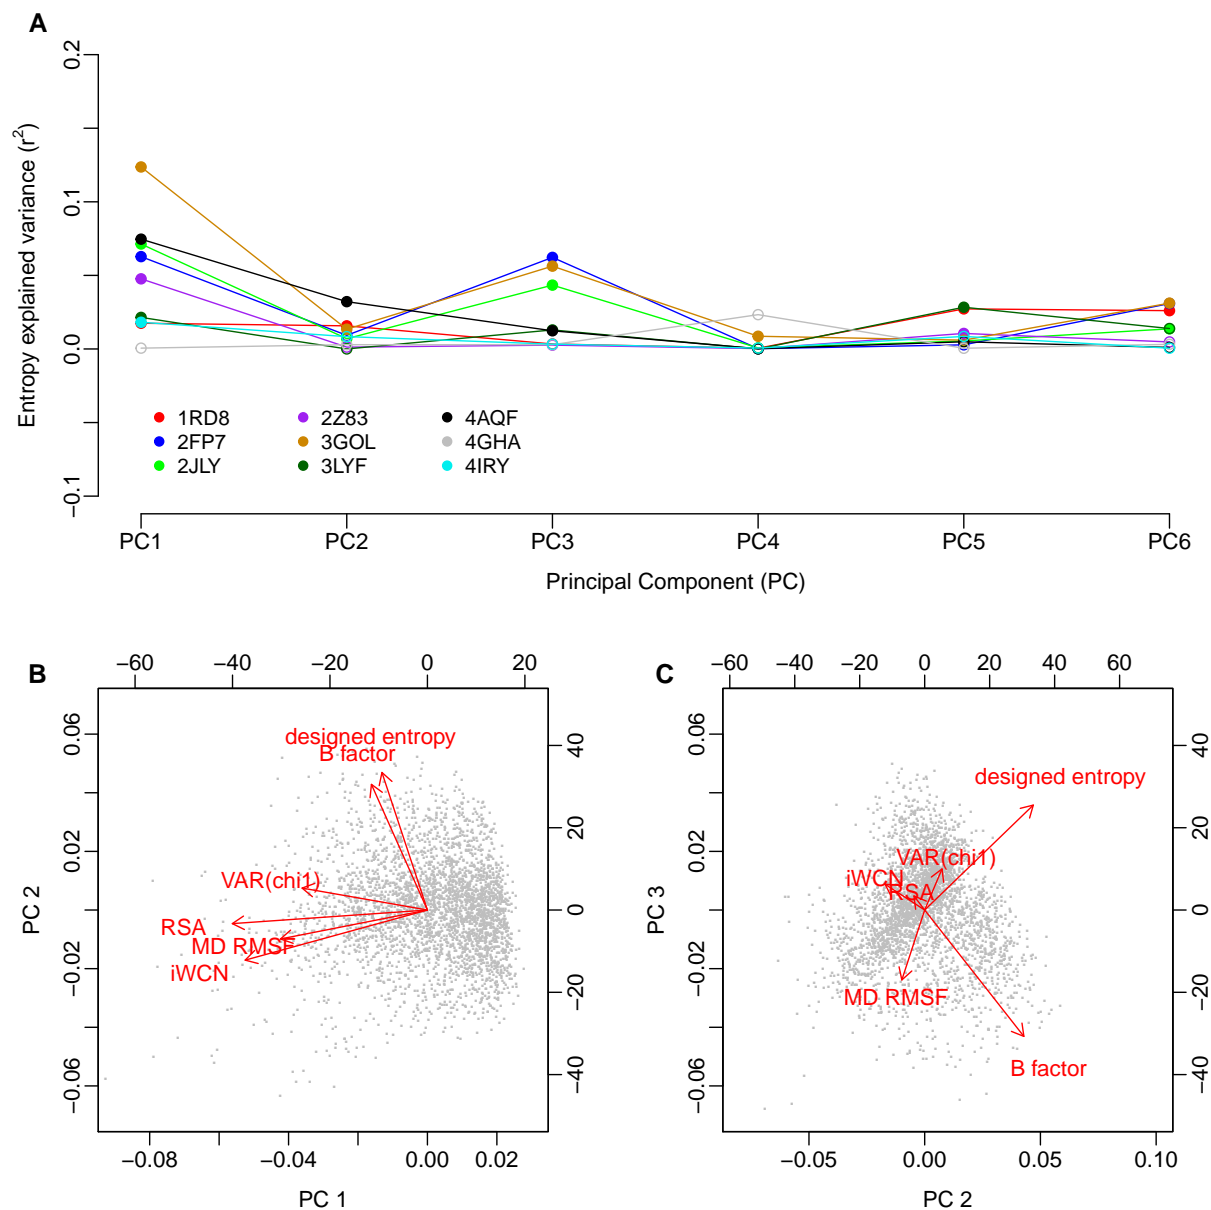 A
Entropy explained variance (r2)
0.2
0.1
0.0
−0.1
1RD8 2Z83 4AQF
2FP7 3GOL 4GHA
2JLY 3LYF 4IRY
PC1 PC2 PC3 PC4 PC5 PC6
Principal Component (PC)
B
−60 −40 −20 0 20
PC 2
0.06
0.02
−0.02
−0.06
40
20
0
−20
−40
designed entropy
B factor
VAR(chi1)
RSA
MD RMSF
iWCN
−0.08 −0.04 0.00 0.02
PC 1
C
−60 −40 −20 0 20 40 60
PC 3
0.06
0.02
−0.02
−0.06
40
20
0
−20
−40
designed entropy
VAR(chi1)
iWCN
RSA
MD RMSF
B factor
−0.05 0.00 0.05 0.10
PC 2